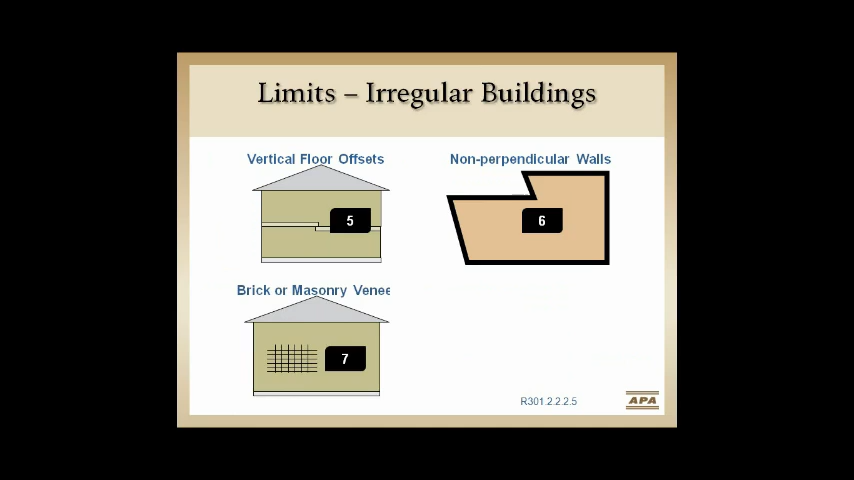 Limits – Irregular Buildings
Vertical Floor Offsets
Non-perpendicular Walls
5
6
Brick or Masonry Venee
7
R301.2.2.2.5
APA